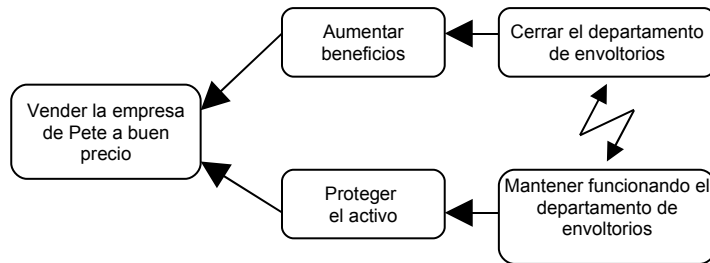 Aumentar
beneficios
Cerrar el departamento
de envoltorios
Vender la empresa
de Pete a buen
precio
Proteger
el activo
Mantener funcionando el
departamento de
envoltorios